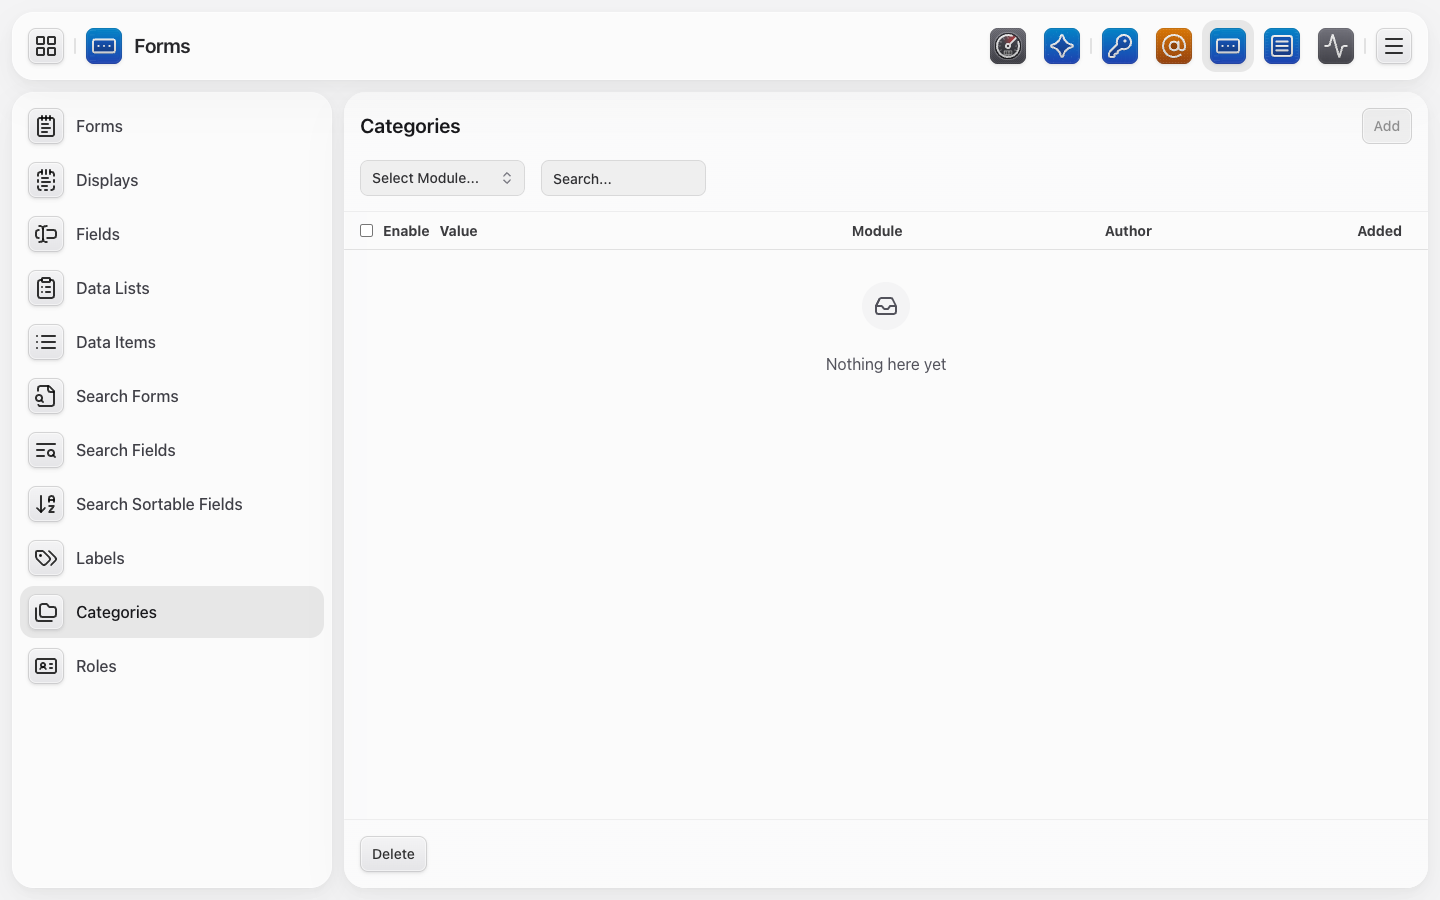 Forms
Forms
Displays
Fields
Data Lists
Data Items
Search Forms
Search Fields
Search Sortable Fields
Labels
Categories
Roles
Categories
Add
Select Module...
Search...
Enable Value Module Author Added
Nothing here yet
Delete